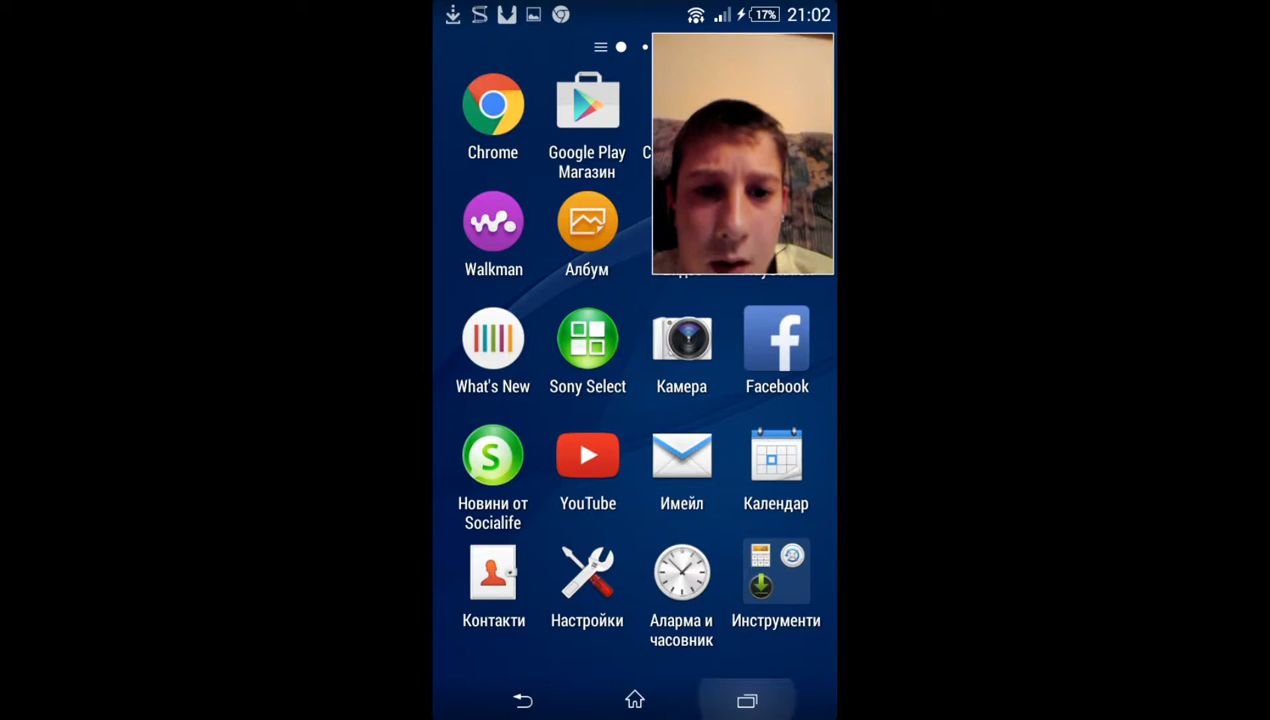 17% 21:02
Chrome
Google Play
Магазин
Walkman
Албум
What's New
Sony Select
Камера
Facebook
Новини от
Socialife
YouTube
Имейл
Календар
Контакти
Настройки
Аларма и
часовник
Инструменти